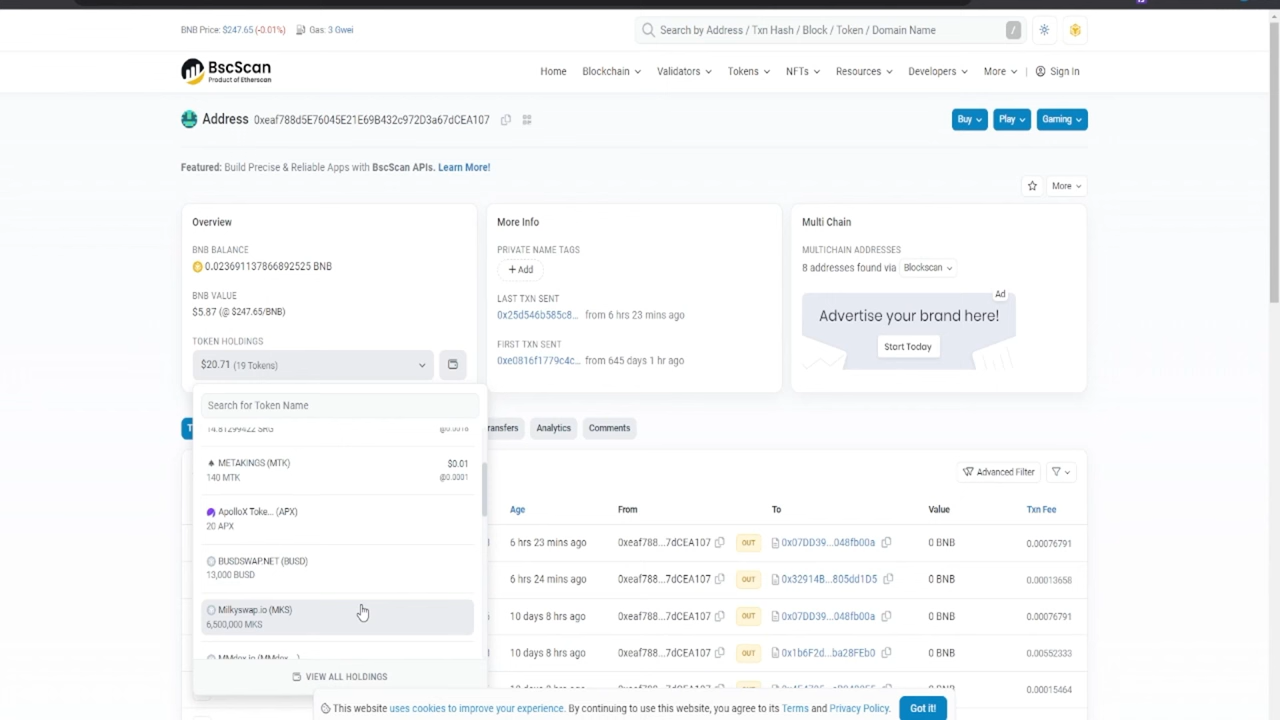 BNB Price: $247.65 (-0.01%) Gas: 3 Gwei
Search by Address / Txn Hash / Block / Token / Domain Name /
BscScan
Product of Etherscan
Home Blockchain Validators Tokens NFTs Resources Developers More | Sign In
Address 0xeaf788d5E76045E21E69B432c972D3a67dCEA107
Buy Play Gaming
Featured: Build Precise & Reliable Apps with BscScan APIs. Learn More!
More
Overview
BNB BALANCE
0.023691137866892525 BNB
BNB VALUE
$5.87 (@ $247.65/BNB)
TOKEN HOLDINGS
$20.71 (19 Tokens)
More Info
PRIVATE NAME TAGS
+ Add
LAST TXN SENT
0x25d546b585c8... from 6 hrs 23 mins ago
FIRST TXN SENT
0xe0816f1779c4c... from 645 days 1 hr ago
Multi Chain
MULTICHAIN ADDRESSES
8 addresses found via Blockscan
Ad
Advertise your brand here!
Start Today
Search for Token Name
METAKINGS (MTK) $0.01
140 MTK @0.0001
ApolloX Toke... (APX)
20 APX
BUSDSWAP.NET (BUSD)
13,000 BUSD
Milkyswap.io (MKS)
6,500,000 MKS
VIEW ALL HOLDINGS
Analytics Comments
Advanced Filter
Age From To Value Txn Fee
6 hrs 23 mins ago 0xeaf788...7dCEA107 OUT 0x07DD39...048fb00a 0 BNB 0.00076791
6 hrs 24 mins ago 0xeaf788...7dCEA107 OUT 0x32914B...805dd1D5 0 BNB 0.00013658
10 days 8 hrs ago 0xeaf788...7dCEA107 OUT 0x07DD39...048fb00a 0 BNB 0.00076791
10 days 8 hrs ago 0xeaf788...7dCEA107 OUT 0x1b6F2d...ba28FEb0 0 BNB 0.00552333
0.00015464
This website uses cookies to improve your experience. By continuing to use this website, you agree to its Terms and Privacy Policy. Got it!